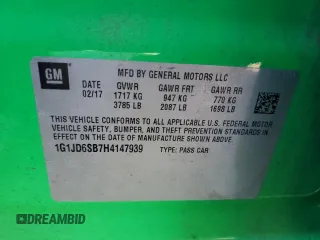 GM
MFD BY GENERAL MOTORS LLC
DATE GVWR GAWR FRT GAWR RR
02/17 1717 KG 947 KG 770 KG
3785 LB 2087 LB 1698 LB
THIS VEHICLE CONFORMS TO ALL APPLICABLE U.S. FEDERAL MOTOR
VEHICLE SAFETY, BUMPER, AND THEFT PREVENTION STANDARDS IN
EFFECT ON THE DATE OF MANUFACTURE SHOWN ABOVE.
1G1JD6SB7H4147939 TYPE: PASS CAR
DREAMBID